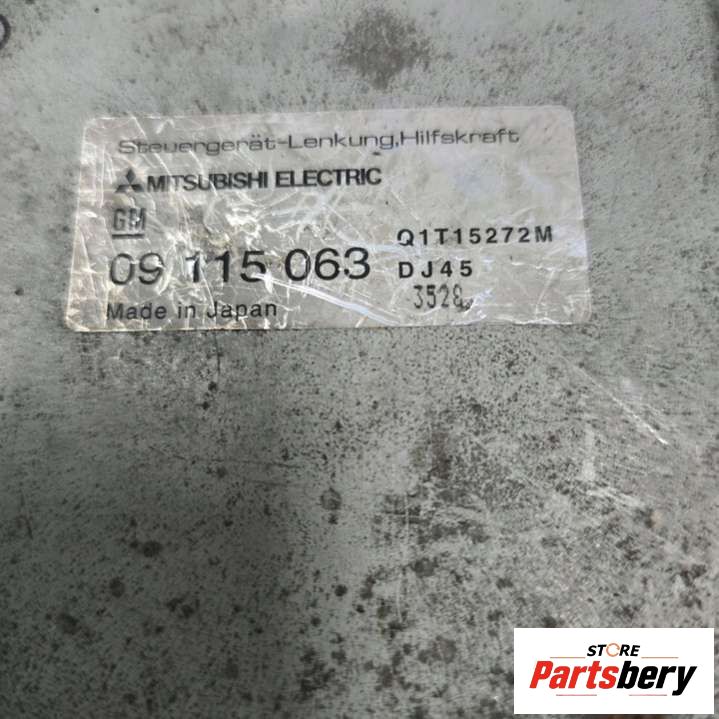 Steuergerät-Lenkung,Hilfskraft
MITSUBISHI ELECTRIC
GM
Q1T15272M
09 115 063 DJ45
3528
Made in Japan
STORE
Partsbery